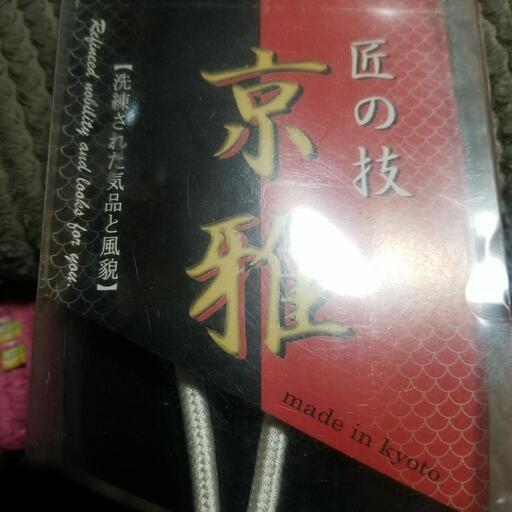 匠の技
京雅
made in kyoto
【洗練された気品と風貌】
Refineed nobility and looks for you.